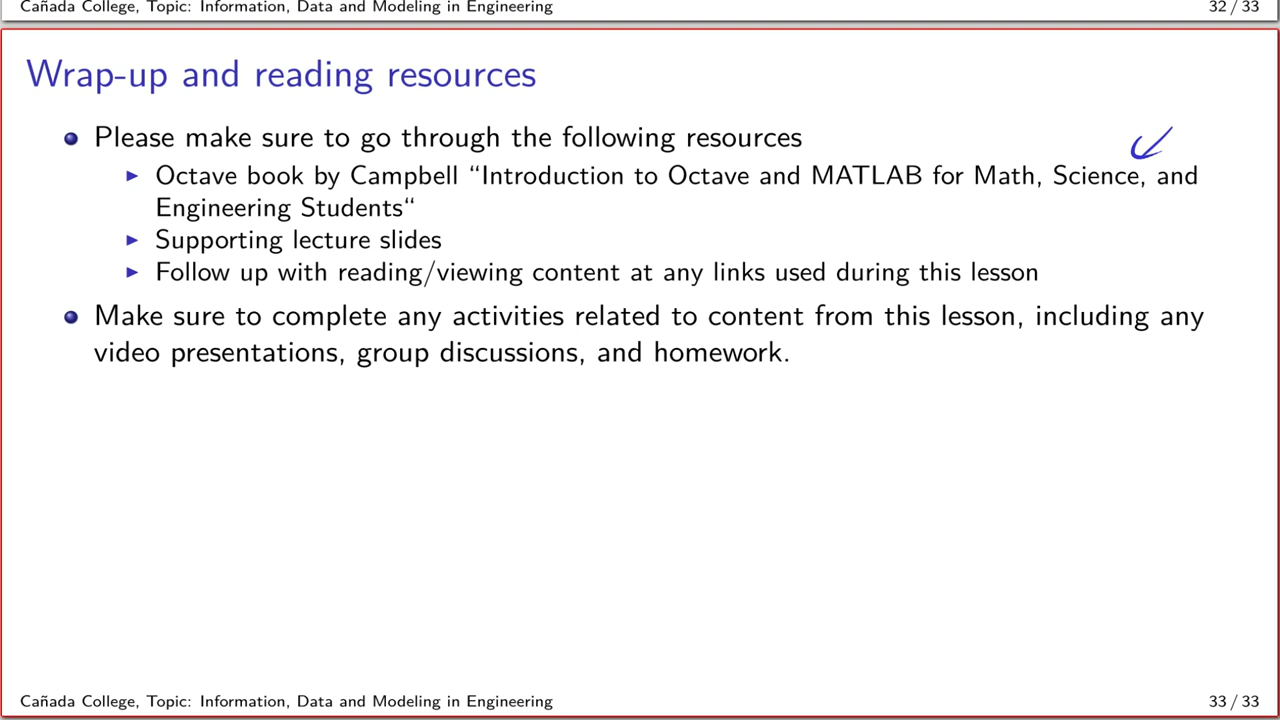 Cañada College, Topic: Information, Data and Modeling in Engineering 32 / 33
Wrap-up and reading resources
Please make sure to go through the following resources
Octave book by Campbell “Introduction to Octave and MATLAB for Math, Science, and
Engineering Students“
Supporting lecture slides
Follow up with reading/viewing content at any links used during this lesson
Make sure to complete any activities related to content from this lesson, including any
video presentations, group discussions, and homework.
Cañada College, Topic: Information, Data and Modeling in Engineering 33 / 33